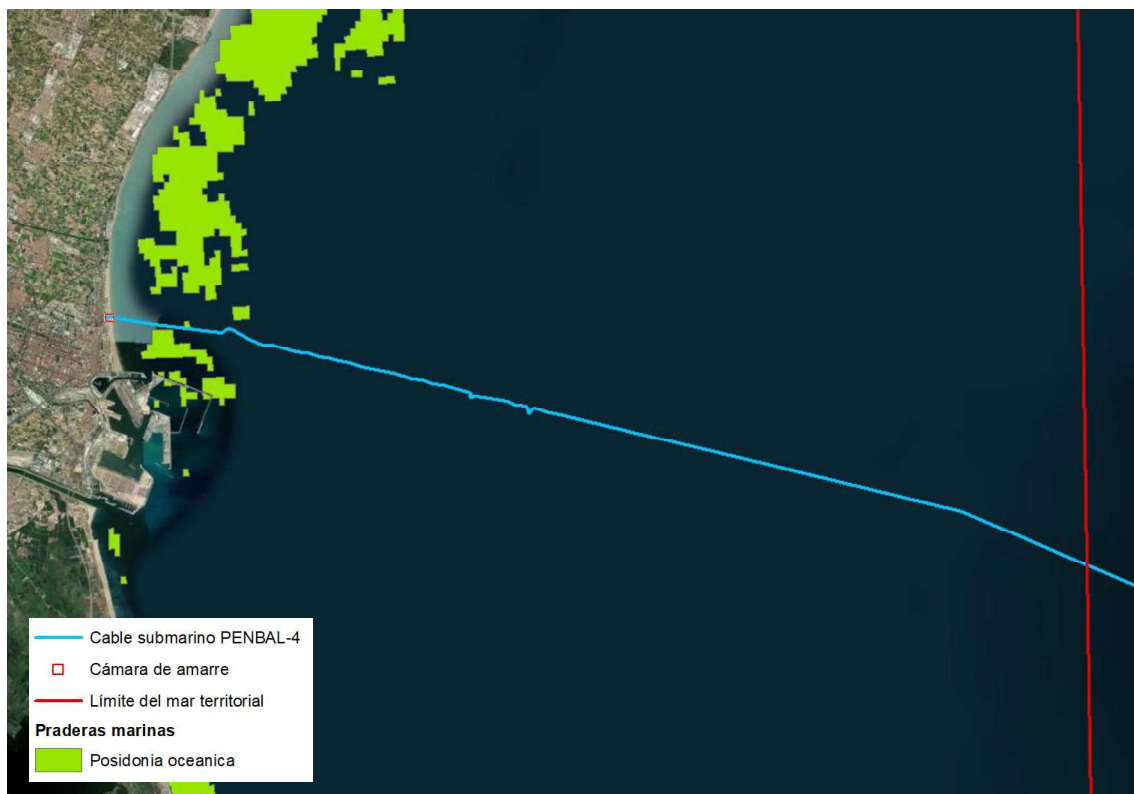 Cable submarino PENBAL-4
Cámara de amarre
Límite del mar territorial
Praderas marinas
Posidonia oceanica